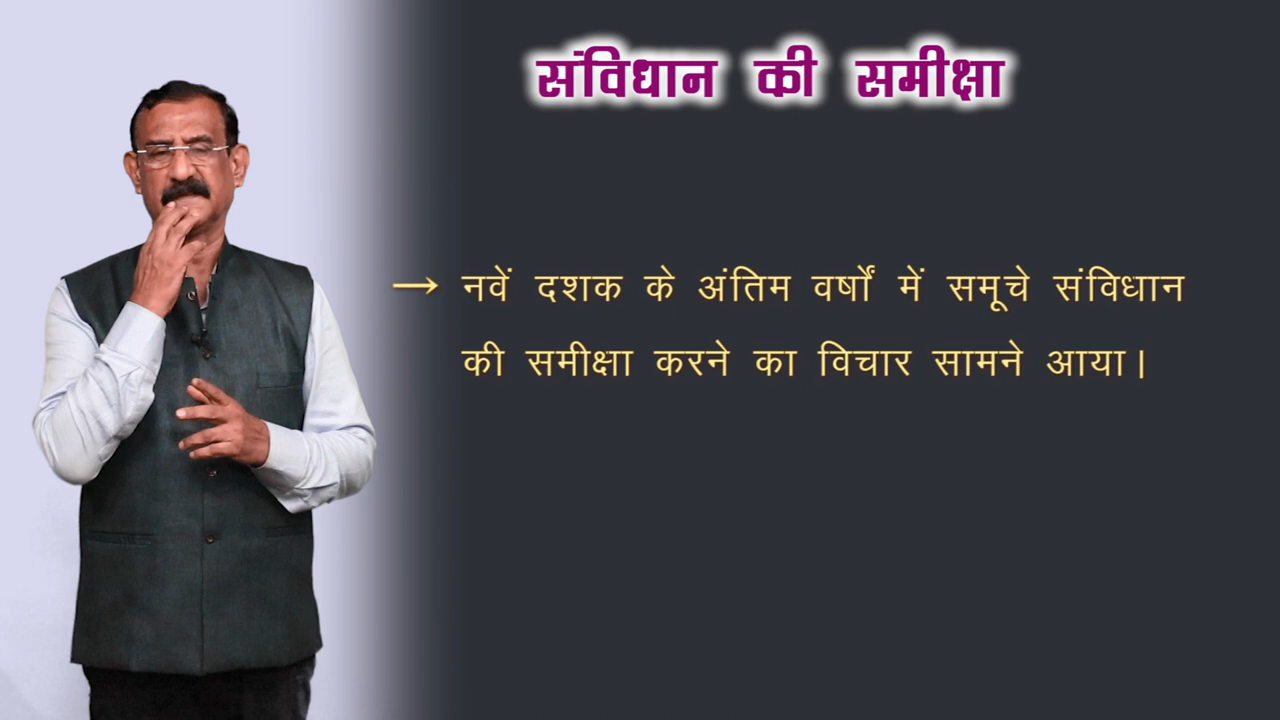 संविधान की समीक्षा
→ नवें दशक के अंतिम वर्षों में समूचे संविधान
की समीक्षा करने का विचार सामने आया।